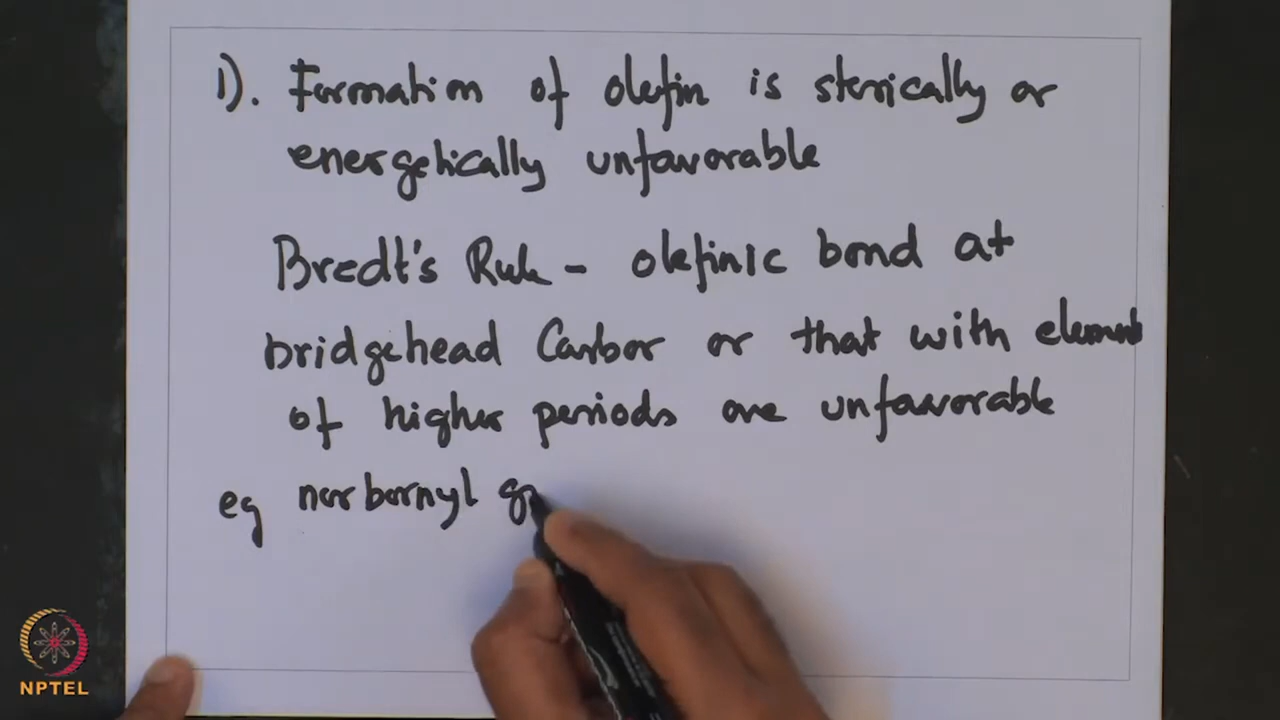 1). Formation of olefin is sterically or
energetically unfavorable
Bredt's Rule - olefinic bond at
bridgehead Carbon or that with elements
of higher periods are unfavorable
eg norbornyl
NPTEL